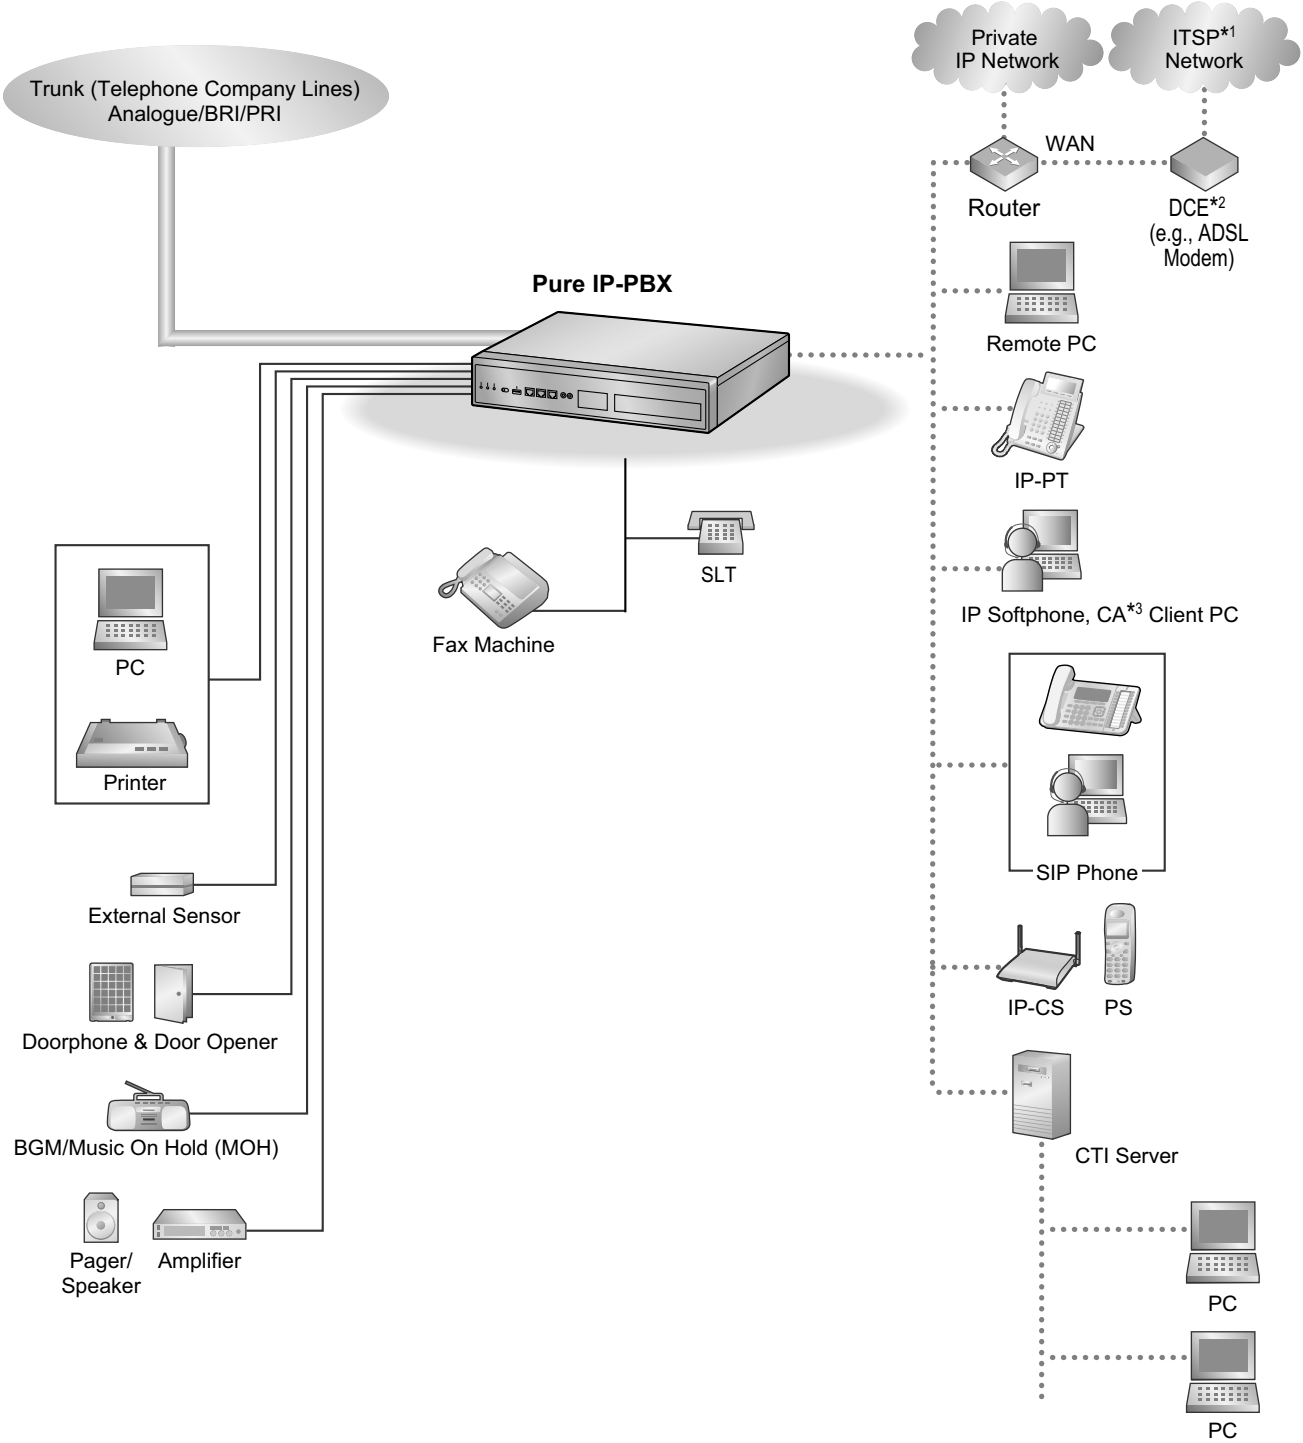 Private
IP Network
ITSP*1
Network
Trunk (Telephone Company Lines)
Analogue/BRI/PRI
WAN
Router
DCE*2
(e.g., ADSL
Modem)
Pure IP-PBX
Remote PC
IP-PT
SLT
Fax Machine
IP Softphone, CA*3 Client PC
PC
Printer
SIP Phone
External Sensor
IP-CS
PS
Doorphone & Door Opener
BGM/Music On Hold (MOH)
CTI Server
Pager/
Speaker
Amplifier
PC
PC